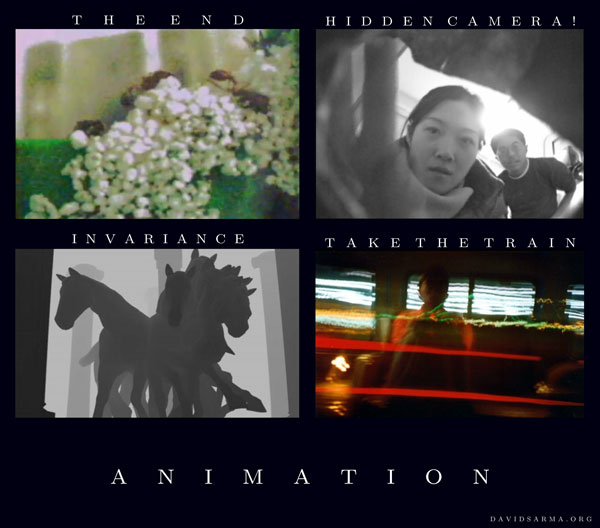 THE END
HIDDEN CAMERA!
INVARIANCE
TAKE THE TRAIN
ANIMATION
DAVIDSARMA.ORG